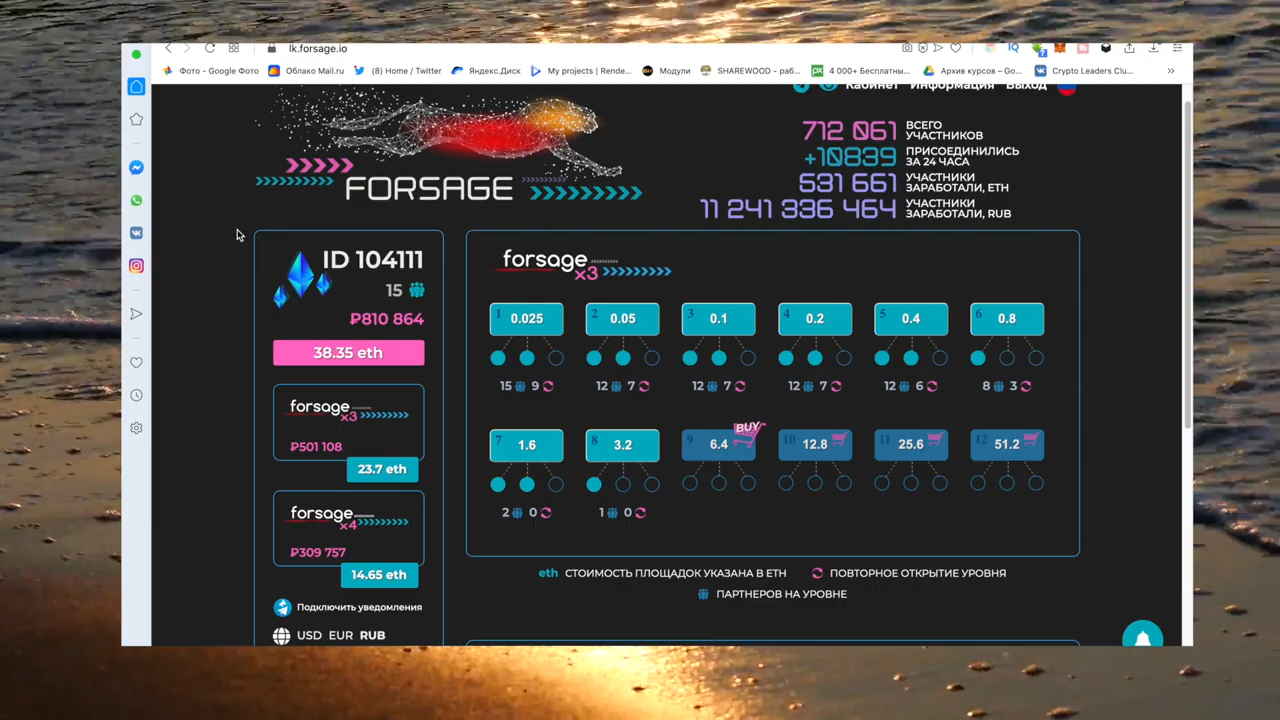 lk.forsage.io
IQ
?
Фото - Google Фото
Облако Mail.ru
(8) Home / Twitter
Яндекс.Диск
My projects | Rende...
Модули
SHAREWOOD - раб...
4 000+ Бесплатны...
Архив курсов – Go...
Crypto Leaders Clu...
»
Кабинет Информация Выход
712 061 ВСЕГО УЧАСТНИКОВ
+10839 ПРИСОЕДИНИЛИСЬ ЗА 24 ЧАСА
531 661 УЧАСТНИКИ ЗАРАБОТАЛИ, ETH
11 241 336 464 УЧАСТНИКИ ЗАРАБОТАЛИ, RUB
FORSAGE
ID 104111
15
₽810 864
38.35 eth
forsage x3
₽501 108
23.7 eth
forsage x4
₽309 757
14.65 eth
Подключить уведомления
USD EUR RUB
forsage x3
1 0.025 2 0.05 3 0.1 4 0.2 5 0.4 6 0.8
15 9 12 7 12 7 12 7 12 6 8 3
BUY
7 1.6 8 3.2 9 6.4 10 12.8 11 25.6 12 51.2
2 0 1 0
eth СТОИМОСТЬ ПЛОЩАДОК УКАЗАНА В ETH ПОВТОРНОЕ ОТКРЫТИЕ УРОВНЯ
ПАРТНЕРОВ НА УРОВНЕ